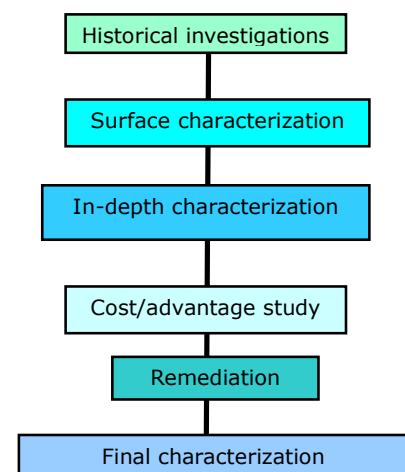 Historical investigations
Surface characterization
In-depth characterization
Cost/advantage study
Remediation
Final characterization